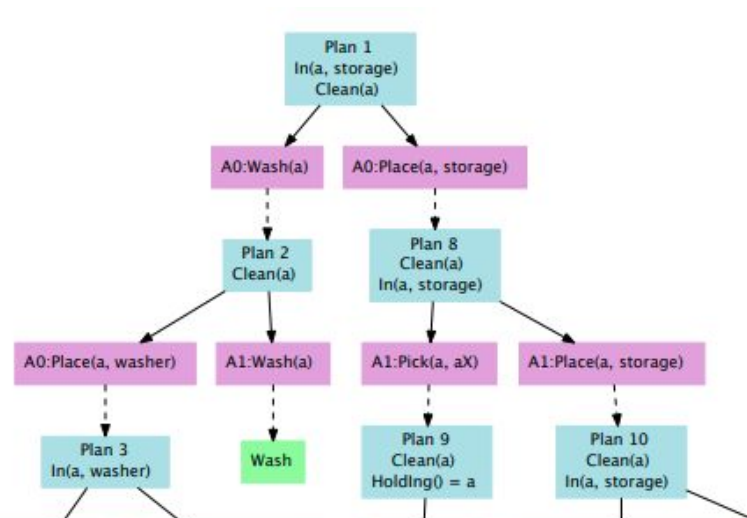 Plan 1
In(a, storage)
Clean(a)
A0:Wash(a)
A0:Place(a, storage)
Plan 2
Clean(a)
Plan 8
Clean(a)
In(a, storage)
A0:Place(a, washer)
A1:Wash(a)
A1:Pick(a, aX)
A1:Place(a, storage)
Plan 3
In(a, washer)
Wash
Plan 9
Clean(a)
HoldIng() = a
Plan 10
Clean(a)
In(a, storage)